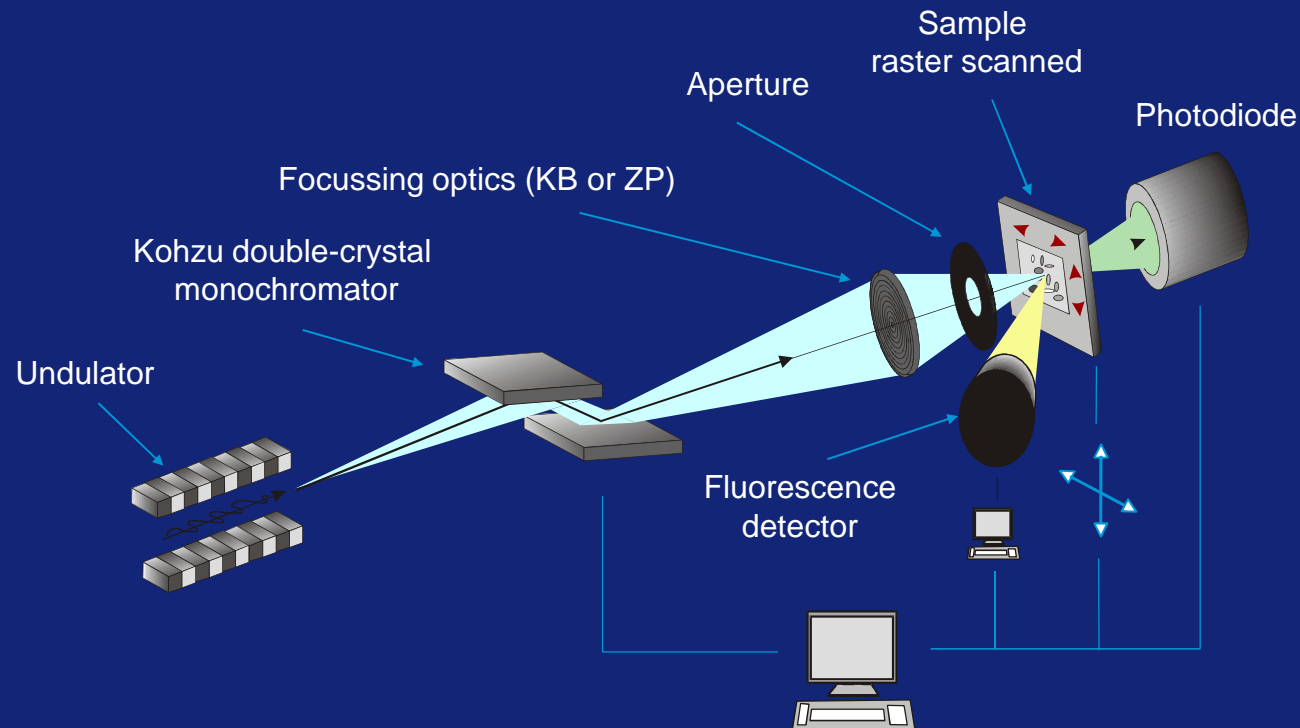 Sample
raster scanned
Aperture
Photodiode
Focussing optics (KB or ZP)
Kohzu double-crystal
monochromator
Undulator
Fluorescence
detector